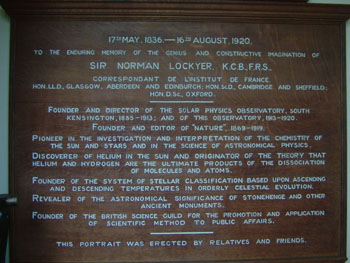 17TH MAY, 1836.—16TH AUGUST, 1920.
TO THE ENDURING MEMORY OF THE GENIUS AND CONSTRUCTIVE IMAGINATION OF
SIR NORMAN LOCKYER, K.C.B., F.R.S.,
CORRESPONDANT DE L'INSTITUT DE FRANCE.
HON.LL.D., GLASGOW, ABERDEEN AND EDINBURGH; HON.Sc.D., CAMBRIDGE AND SHEFFIELD;
HON.D.Sc., OXFORD.
FOUNDER AND DIRECTOR OF THE SOLAR PHYSICS OBSERVATORY, SOUTH
KENSINGTON, 1885-1913; AND OF THIS OBSERVATORY, 1913-1920.
FOUNDER AND EDITOR OF "NATURE", 1869-1919.
PIONEER IN THE INVESTIGATION AND INTERPRETATION OF THE CHEMISTRY OF
THE SUN AND STARS AND IN THE SCIENCE OF ASTRONOMICAL PHYSICS.
DISCOVERER OF HELIUM IN THE SUN AND ORIGINATOR OF THE THEORY THAT
HELIUM AND HYDROGEN ARE THE ULTIMATE PRODUCTS OF THE DISSOCIATION
OF MOLECULES AND ATOMS.
FOUNDER OF THE SYSTEM OF STELLAR CLASSIFICATION BASED UPON ASCENDING
AND DESCENDING TEMPERATURES IN ORDERLY CELESTIAL EVOLUTION.
REVEALER OF THE ASTRONOMICAL SIGNIFICANCE OF STONEHENGE AND OTHER
ANCIENT MONUMENTS.
FOUNDER OF THE BRITISH SCIENCE GUILD FOR THE PROMOTION AND APPLICATION
OF SCIENTIFIC METHOD TO PUBLIC AFFAIRS.
THIS PORTRAIT WAS ERECTED BY RELATIVES AND FRIENDS.